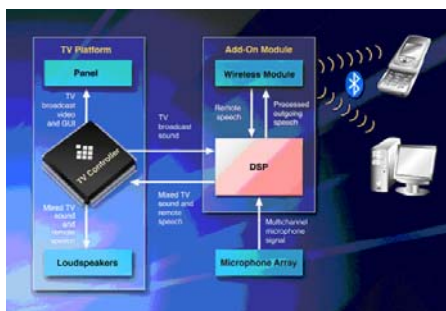 TV Platform
Panel
TV
broadcast
video
and GUI
TV Controller
Mixed TV
sound
and
remote
speech
Loudspeakers
TV
broadcast
sound
Mixed TV
sound and
remote
speech
Add-On Module
Wireless Module
Remote
speech
Processed
outgoing
speech
DSP
Multichannel
microphone
signal
Microphone Array